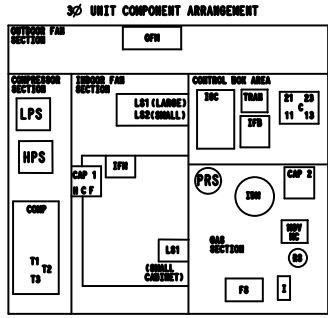 3Ø UNIT COMPONENT ARRANGEMENT
OUTDOOR FAN
SECTION
OFM
COMPRESSOR
SECTION
LPS
HPS
COMP
T1
T2
T3
INDOOR FAN
SECTION
LS1 (LARGE)
LS2(SMALL)
IFM
CAP 1
H C F
LS1
(SMALL
CABINET)
CONTROL BOX AREA
IGC
TRAN
IFB
21 23
C
11 13
PRS
IDM
CAP 2
GAS
SECTION
MGV
NC
RS
FS
I